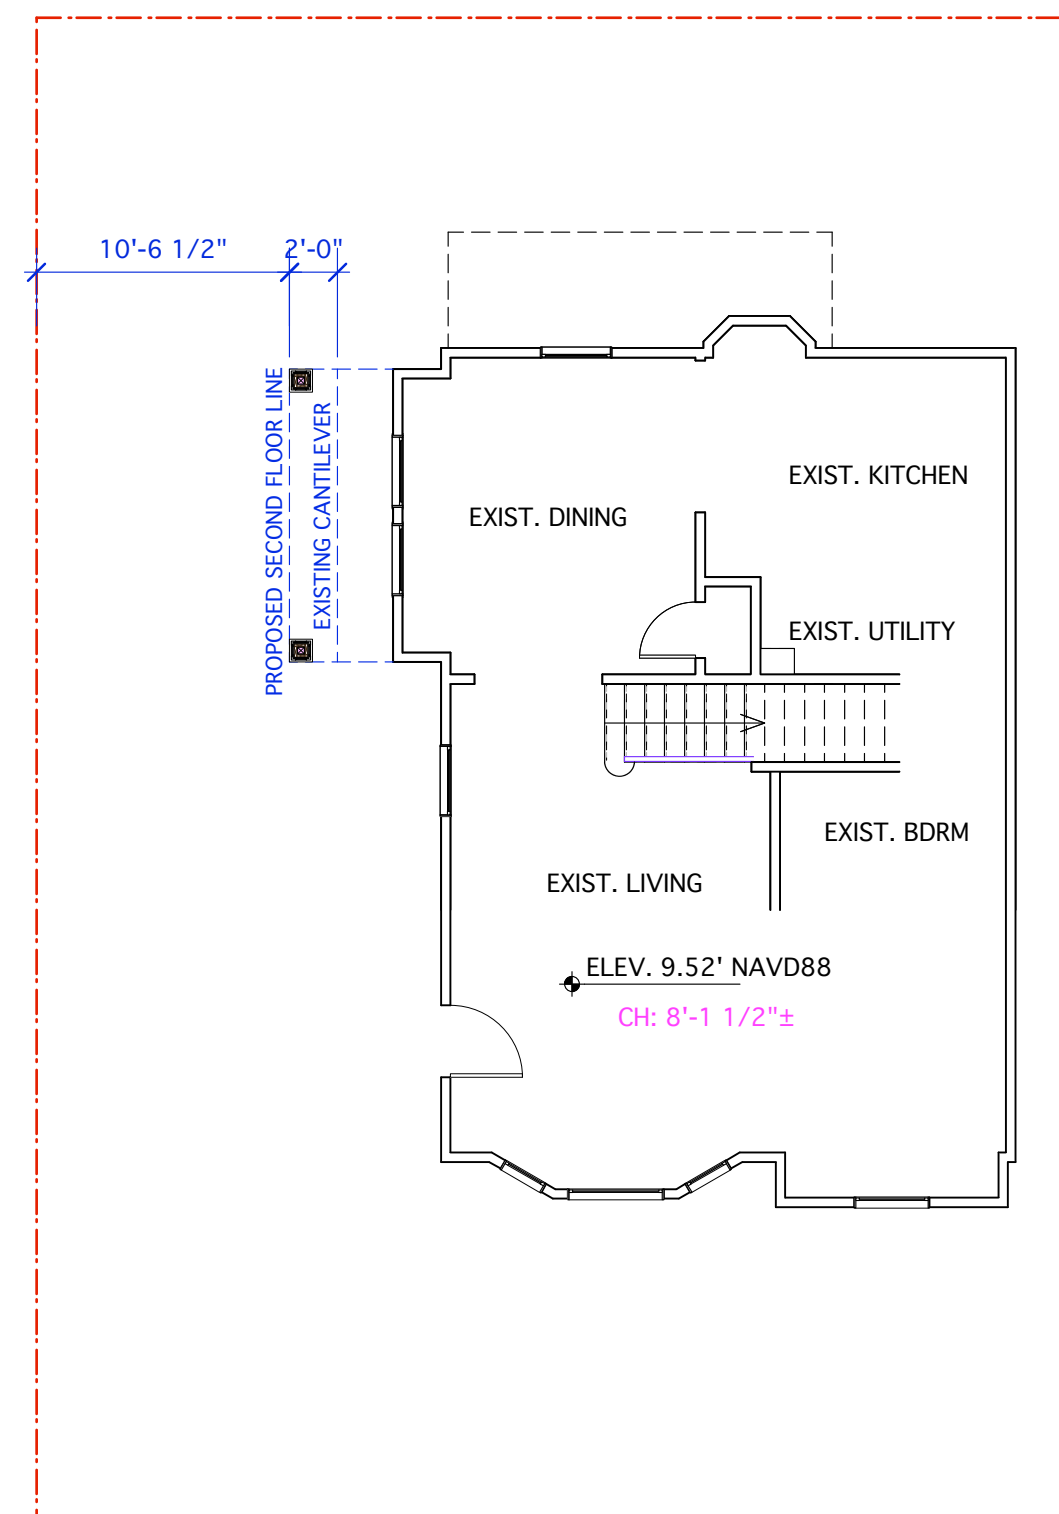 10'-6 1/2"
2'-0"
PROPOSED SECOND FLOOR LINE
EXISTING CANTILEVER
EXIST. KITCHEN
EXIST. DINING
EXIST. UTILITY
EXIST. BDRM
EXIST. LIVING
ELEV. 9.52' NAVD88
CH: 8'-1 1/2"±